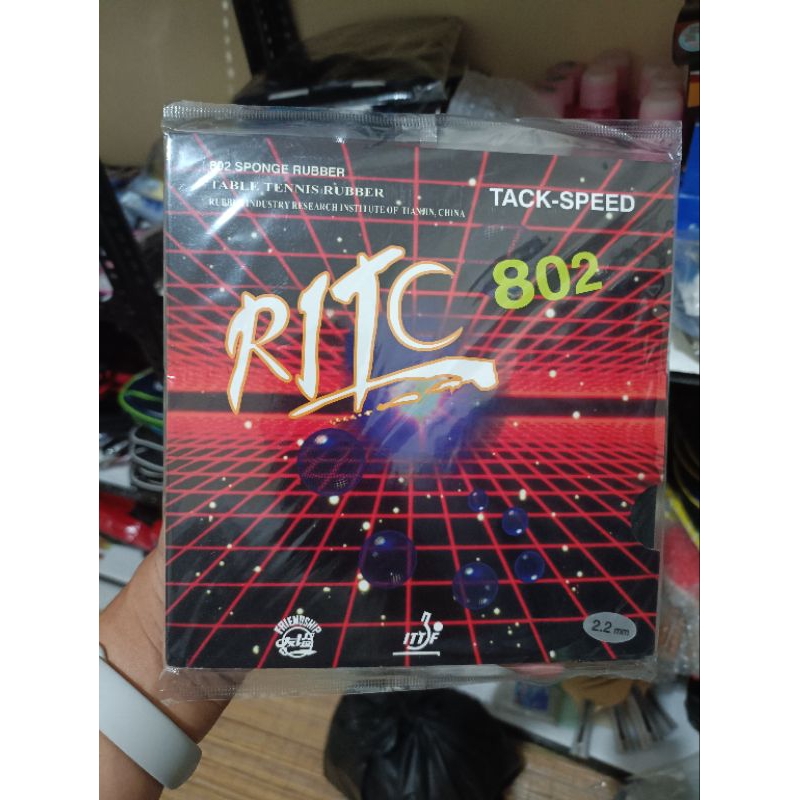 802 SPONGE RUBBER
TABLE TENNIS RUBBER
RUBBER INDUSTRY RESEARCH INSTITUTE OF TIANJIN, CHINA
TACK-SPEED
802
RITC
FRIENDSHIP
ITTF
2.2 mm